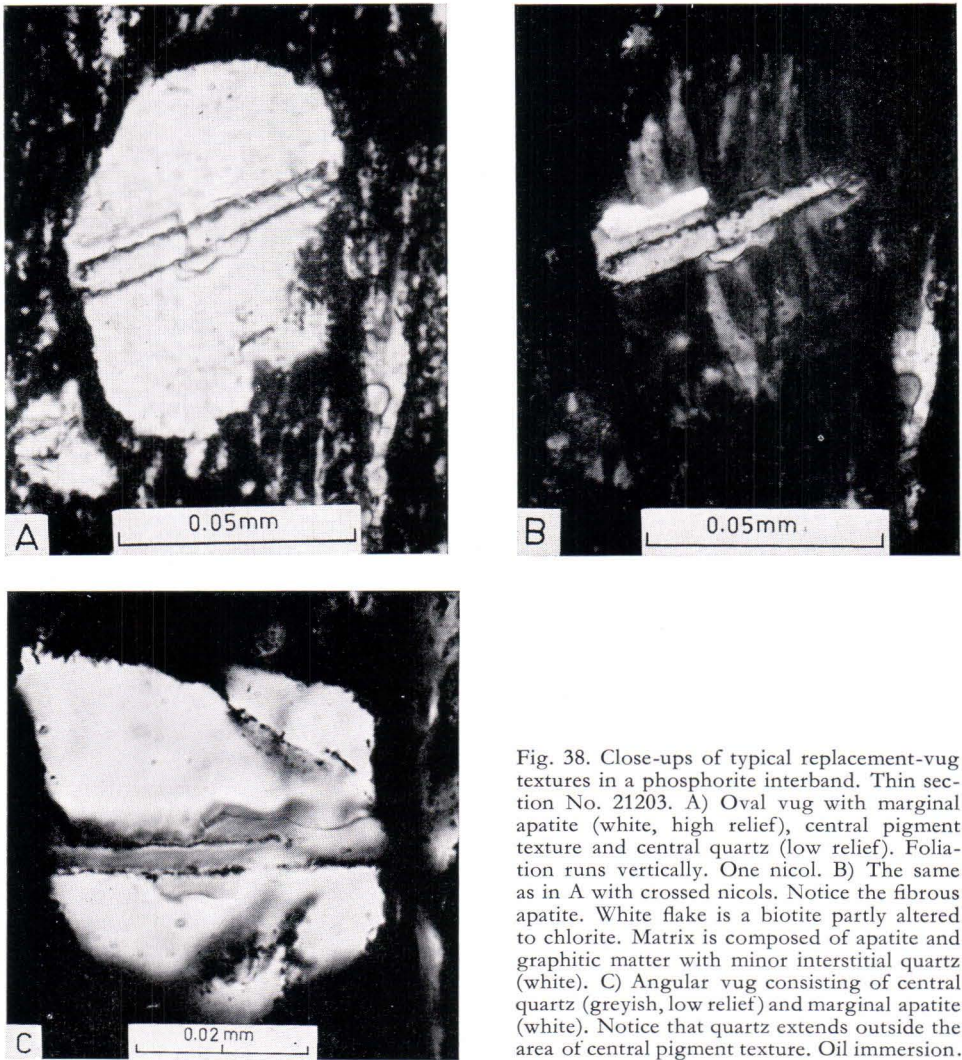 A
0.05mm
B
0.05mm
C
0.02 mm
Fig. 38. Close-ups of typical replacement-vug
textures in a phosphorite interband. Thin sec-
tion No. 21203. A) Oval vug with marginal
apatite (white, high relief), central pigment
texture and central quartz (low relief). Folia-
tion runs vertically. One nicol. B) The same
as in A with crossed nicols. Notice the fibrous
apatite. White flake is a biotite partly altered
to chlorite. Matrix is composed of apatite and
graphitic matter with minor interstitial quartz
(white). C) Angular vug consisting of central
quartz (greyish, low relief) and marginal apatite
(white). Notice that quartz extends outside the
area of central pigment texture. Oil immersion.